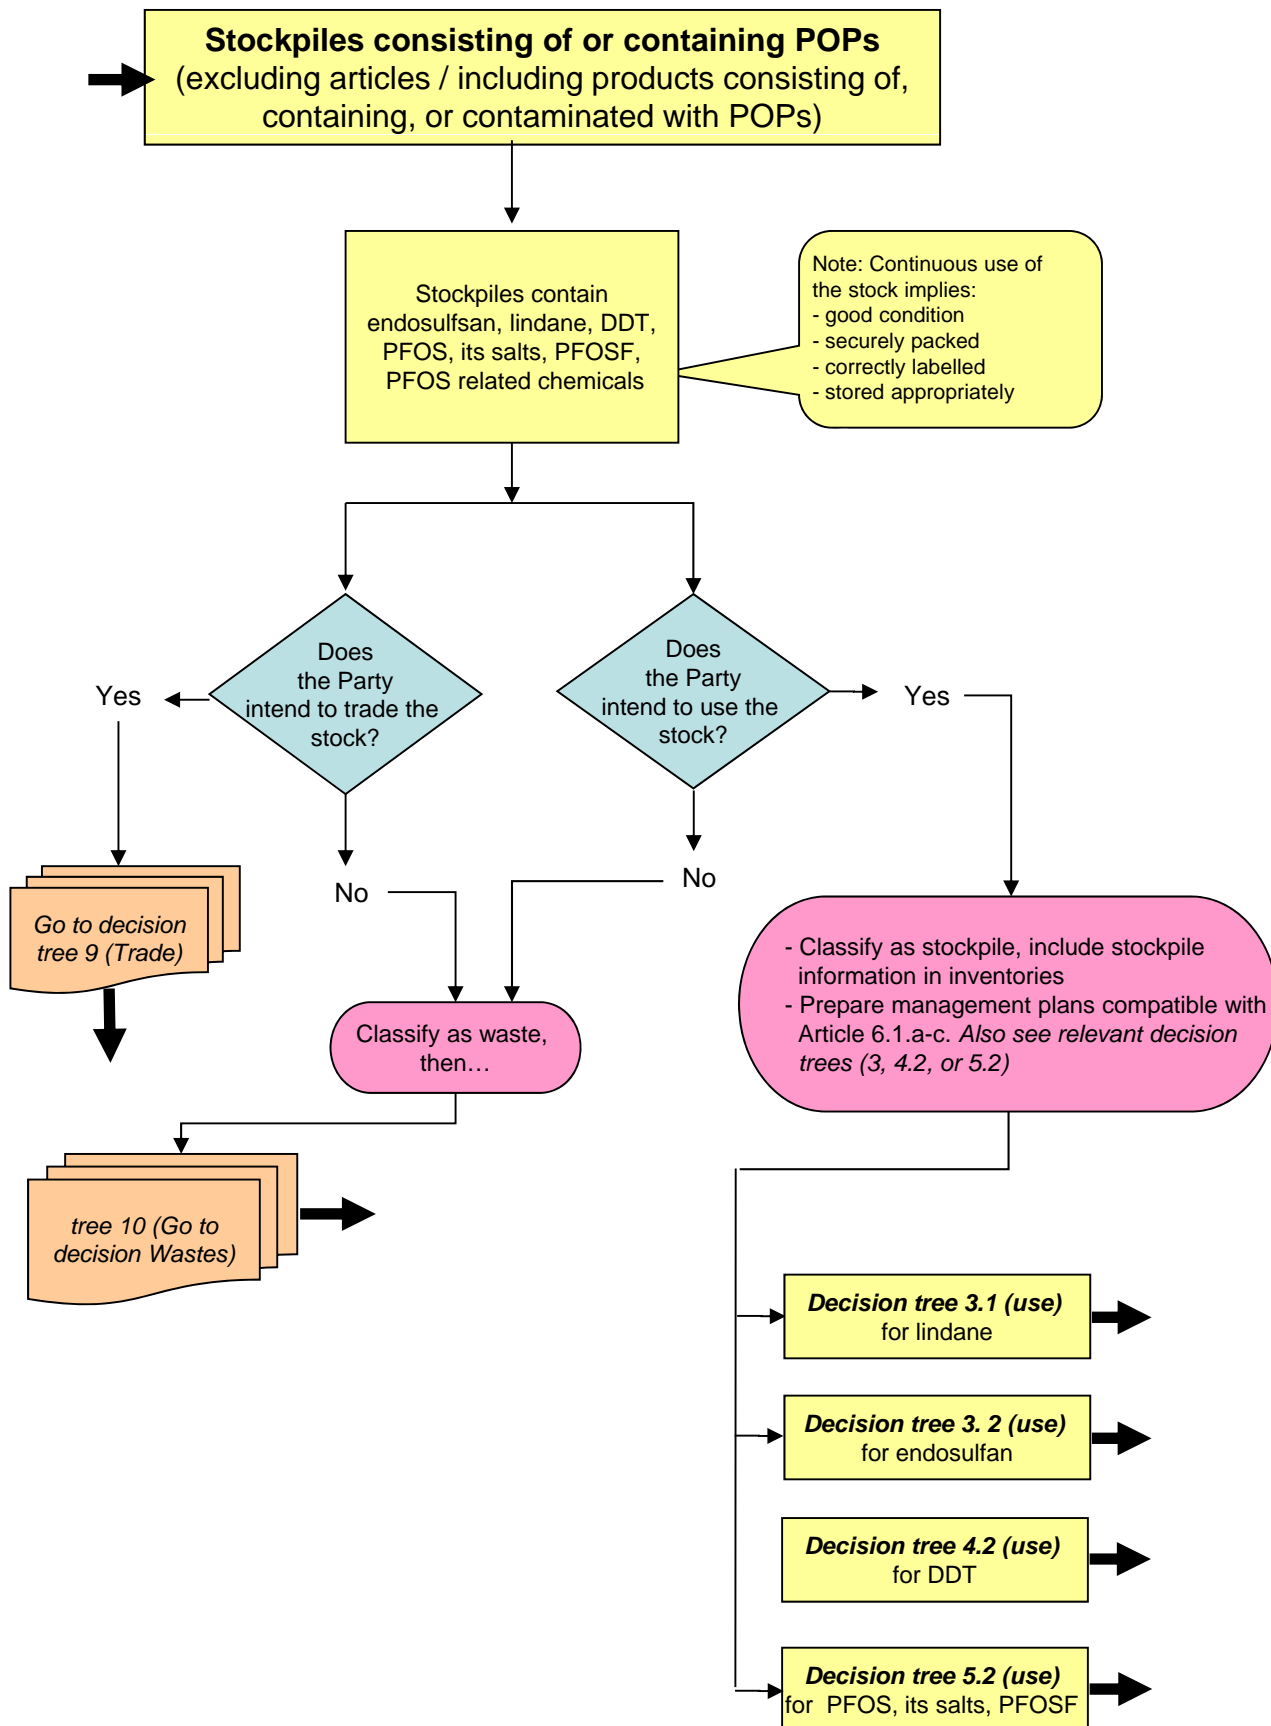 Stockpiles consisting of or containing POPs
(excluding articles / including products consisting of,
containing, or contaminated with POPs)
Stockpiles contain
endosulfsan, lindane, DDT,
PFOS, its salts, PFOSF,
PFOS related chemicals
Note: Continuous use of
the stock implies:
- good condition
- securely packed
- correctly labelled
- stored appropriately
Does
the Party
intend to trade the
stock?
Does
the Party
intend to use the
stock?
Yes
Yes
No
No
Go to decision
tree 9 (Trade)
- Classify as stockpile, include stockpile
information in inventories
- Prepare management plans compatible with
Article 6.1.a-c. Also see relevant decision
trees (3, 4.2, or 5.2)
Classify as waste,
then…
tree 10 (Go to
decision Wastes)
Decision tree 3.1 (use)
for lindane
Decision tree 3. 2 (use)
for endosulfan
Decision tree 4.2 (use)
for DDT
Decision tree 5.2 (use)
for PFOS, its salts, PFOSF